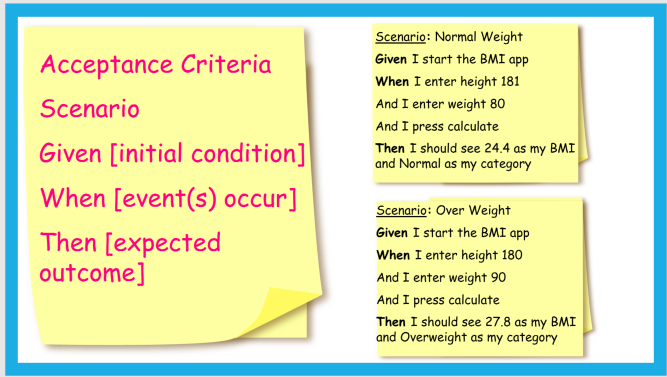 Acceptance Criteria
Scenario
Given [initial condition]
When [event(s) occur]
Then [expected
outcome]
Scenario: Normal Weight
Given I start the BMI app
When I enter height 181
And I enter weight 80
And I press calculate
Then I should see 24.4 as my BMI
and Normal as my category
Scenario: Over Weight
Given I start the BMI app
When I enter height 180
And I enter weight 90
And I press calculate
Then I should see 27.8 as my BMI
and Overweight as my category